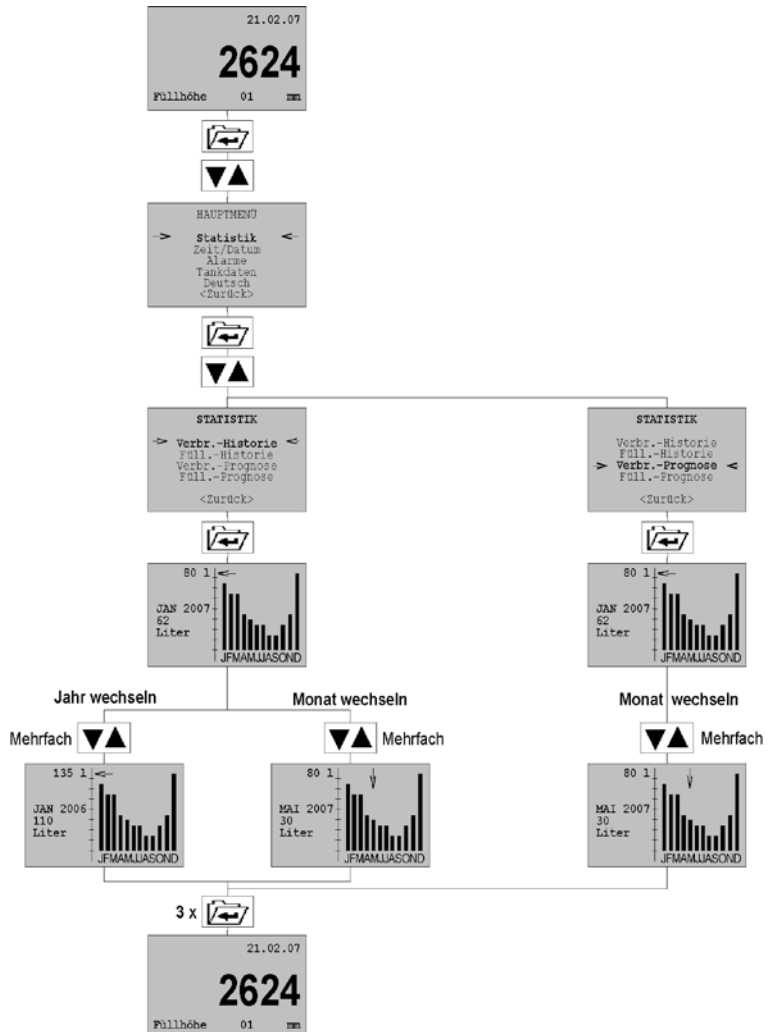 21.02.07
2624
Füllhöhe 01 mm
HAUPTMENÜ
Statistik
Zeit/Datum
Alarme
Tankdaten
Deutsch
<Zurück>
STATISTIK
Verbr.-Historie
Füll.-Historie
Verbr.-Prognose
Füll.-Prognose
<Zurück>
STATISTIK
Verbr.-Historie
Füll.-Historie
Verbr.-Prognose
Füll.-Prognose
<Zurück>
80 l
JAN 2007
62
Liter
JFMAMJJASOND
80 l
JAN 2007
62
Liter
JFMAMJJASOND
Jahr wechseln
Monat wechseln
Monat wechseln
Mehrfach
Mehrfach
Mehrfach
135 l
JAN 2006
110
Liter
JFMAMJJASOND
80 l
MAI 2007
30
Liter
JFMAMJJASOND
80 l
MAI 2007
30
Liter
JFMAMJJASOND
3 x
21.02.07
2624
Füllhöhe 01 mm